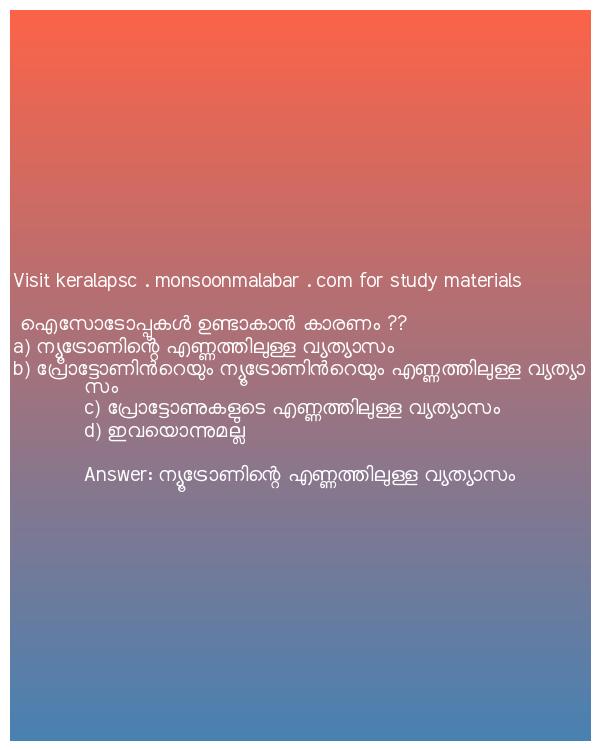 Visit keralapsc . monsoonmalabar . com for study materials
ഐസോടോപ്പുകൾ ഉണ്ടാകാൻ കാരണം ??
a) ന്യൂട്രോണിന്റെ എണ്ണത്തിലുള്ള വ്യത്യാസം
b) പ്രോട്ടോണിൻറെയും ന്യൂട്രോണിൻറെയും എണ്ണത്തിലുള്ള വ്യത്യാ
സം
c) പ്രോട്ടോണുകളുടെ എണ്ണത്തിലുള്ള വ്യത്യാസം
d) ഇവയൊന്നുമല്ല
Answer: ന്യൂട്രോണിന്റെ എണ്ണത്തിലുള്ള വ്യത്യാസം